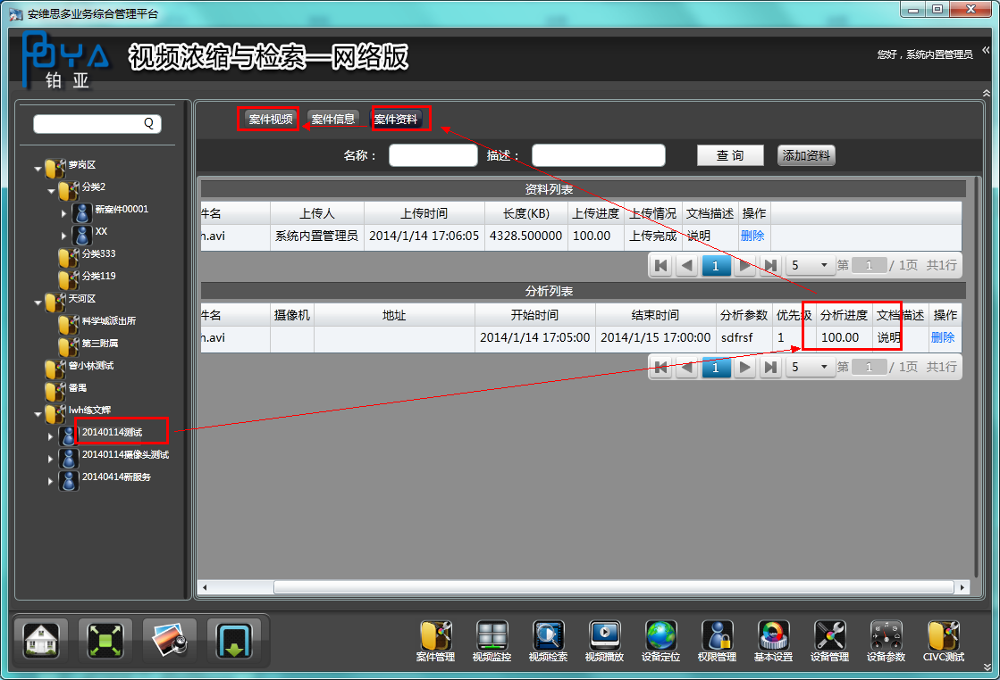 安维思多业务综合管理平台
POYA
铂亚
视频浓缩与检索—网络版
您好，系统内置管理员
Q
萝岗区
分类2
新案件00001
XX
分类333
分类119
天河区
科学城派出所
第三附属
曾小林测试
番禺
lwh练文辉
20140114测试
20140114摄像头测试
20140414新服务
案件视频 案件信息 案件资料
名称： 描述： 查 询 添加资料
资料列表
件名 上传人 上传时间 长度(KB) 上传进度 上传情况 文档描述 操作
h.avi 系统内置管理员 2014/1/14 17:06:05 4328.500000 100.00 上传完成 说明 删除
1 5 第 1 / 1页 共1行
分析列表
件名 摄像机 地址 开始时间 结束时间 分析参数 优先级 分析进度 文档描述 操作
h.avi 2014/1/14 17:05:00 2014/1/15 17:00:00 sdfrsf 1 100.00 说明 删除
1 5 第 1 / 1页 共1行
案件管理 视频监控 视频检索 视频播放 设备定位 权限管理 基本设置 设备管理 设备参数 CIVC测试